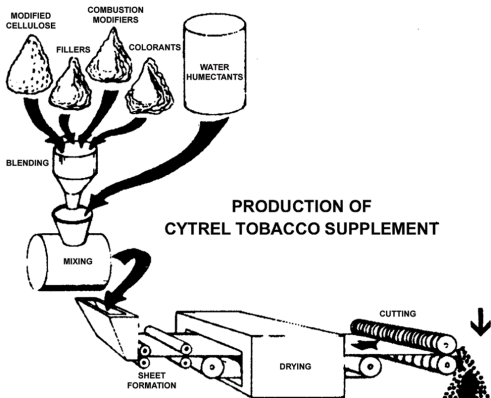 MODIFIED
CELLULOSE
FILLERS
COMBUSTION
MODIFIERS
COLORANTS
WATER
HUMECTANTS
BLENDING
PRODUCTION OF
CYTREL TOBACCO SUPPLEMENT
MIXING
CUTTING
DRYING
SHEET
FORMATION